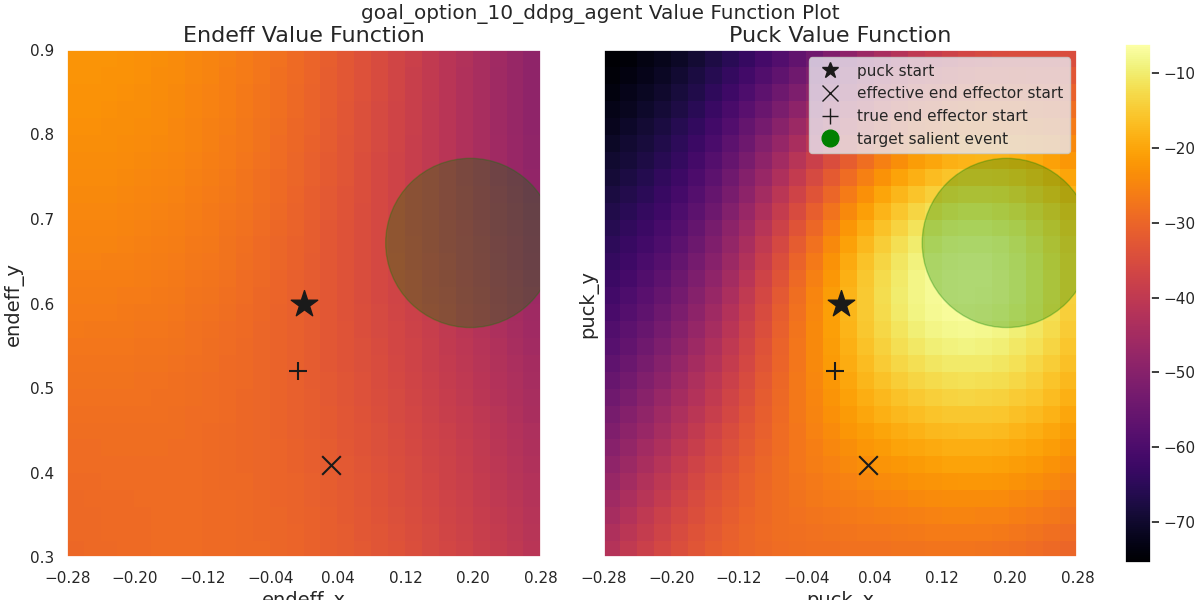 goal_option_10_ddpg_agent Value Function Plot
Endeff Value Function
Puck Value Function
puck start
effective end effector start
true end effector start
target salient event
0.9
0.8
0.7
0.6
0.5
0.4
0.3
endeff_y
puck_y
−0.28 −0.20 −0.12 −0.04 0.04 0.12 0.20 0.28
−0.28 −0.20 −0.12 −0.04 0.04 0.12 0.20 0.28
endeff_x
puck_x
−10
−20
−30
−40
−50
−60
−70